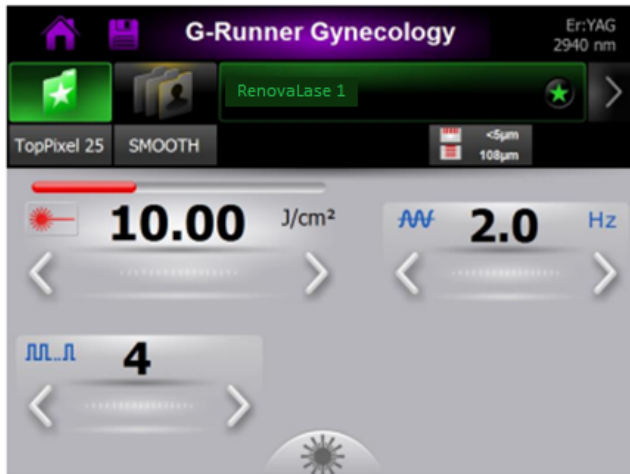 G-Runner Gynecology
Er:YAG
2940 nm
RenovaLase 1
TopPixel 25
SMOOTH
<5µm
108µm
10.00 J/cm²
2.0 Hz
4